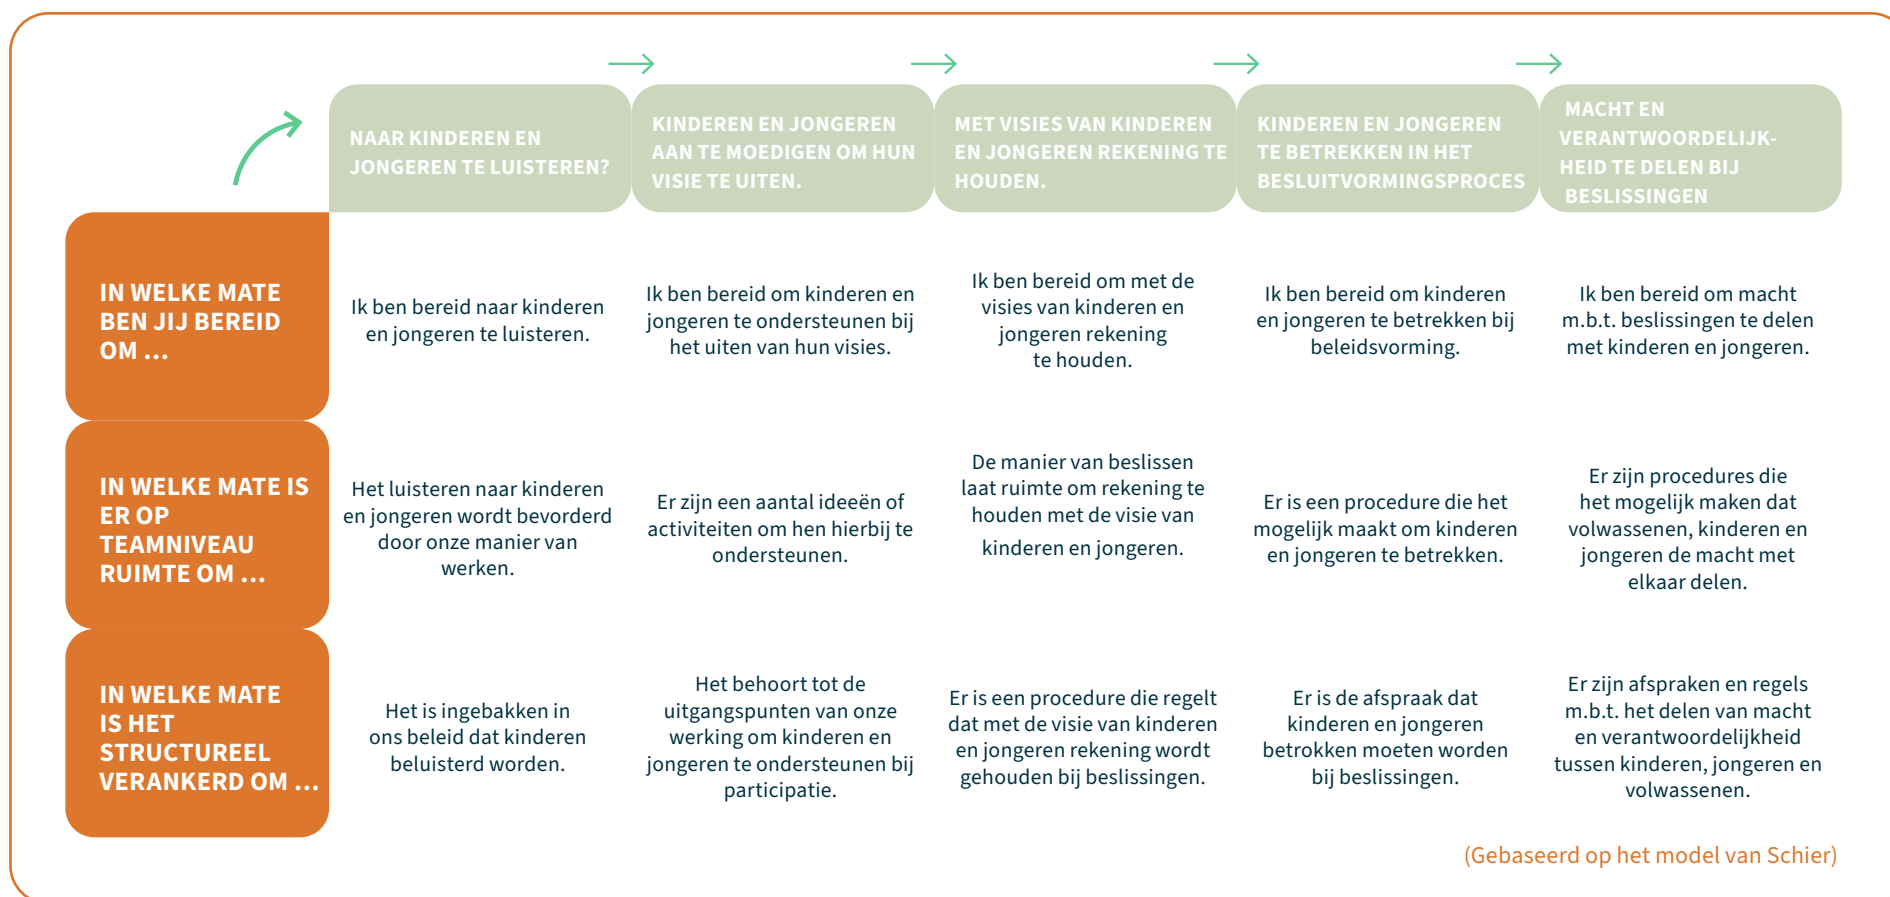 NAAR KINDEREN EN
JONGEREN TE LUISTEREN?
KINDEREN EN JONGEREN
AAN TE MOEDIGEN OM HUN
VISIE TE UITEN.
MET VISIES VAN KINDEREN
EN JONGEREN REKENING TE
HOUDEN.
KINDEREN EN JONGEREN
TE BETREKKEN IN HET
BESLUITVORMINGSPROCES
MACHT EN
VERANTWOORDELIJK-
HEID TE DELEN BIJ
BESLISSINGEN
IN WELKE MATE
BEN JIJ BEREID
OM ...
Ik ben bereid naar kinderen
en jongeren te luisteren.
Ik ben bereid om kinderen en
jongeren te ondersteunen bij
het uiten van hun visies.
Ik ben bereid om met de
visies van kinderen en
jongeren rekening
te houden.
Ik ben bereid om kinderen
en jongeren te betrekken bij
beleidsvorming.
Ik ben bereid om macht
m.b.t. beslissingen te delen
met kinderen en jongeren.
IN WELKE MATE IS
ER OP
TEAMNIVEAU
RUIMTE OM ...
Het luisteren naar kinderen
en jongeren wordt bevorderd
door onze manier van
werken.
Er zijn een aantal ideeën of
activiteiten om hen hierbij te
ondersteunen.
De manier van beslissen
laat ruimte om rekening te
houden met de visie van
kinderen en jongeren.
Er is een procedure die het
mogelijk maakt om kinderen
en jongeren te betrekken.
Er zijn procedures die
het mogelijk maken dat
volwassenen, kinderen en
jongeren de macht met
elkaar delen.
IN WELKE MATE
IS HET
STRUCTUREEL
VERANKERD OM ...
Het is ingebakken in
ons beleid dat kinderen
beluisterd worden.
Het behoort tot de
uitgangspunten van onze
werking om kinderen en
jongeren te ondersteunen bij
participatie.
Er is een procedure die regelt
dat met de visie van kinderen
en jongeren rekening wordt
gehouden bij beslissingen.
Er is de afspraak dat
kinderen en jongeren
betrokken moeten worden
bij beslissingen.
Er zijn afspraken en regels
m.b.t. het delen van macht
en verantwoordelijkheid
tussen kinderen, jongeren en
volwassenen.
(Gebaseerd op het model van Schier)